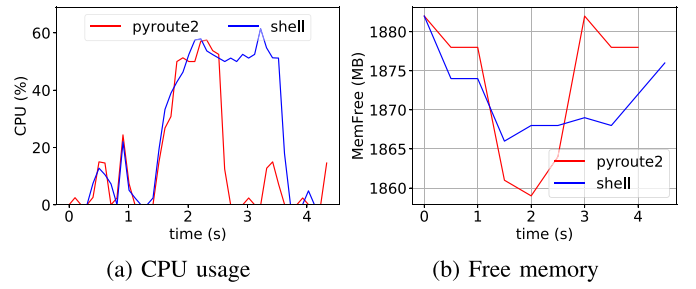 pyroute2 shell
60
40
20
0
CPU (%)
0 1 2 3 4
time (s)
(a) CPU usage
1880
1875
1870
1865
1860
MemFree (MB)
pyroute2
shell
0 1 2 3 4
time (s)
(b) Free memory